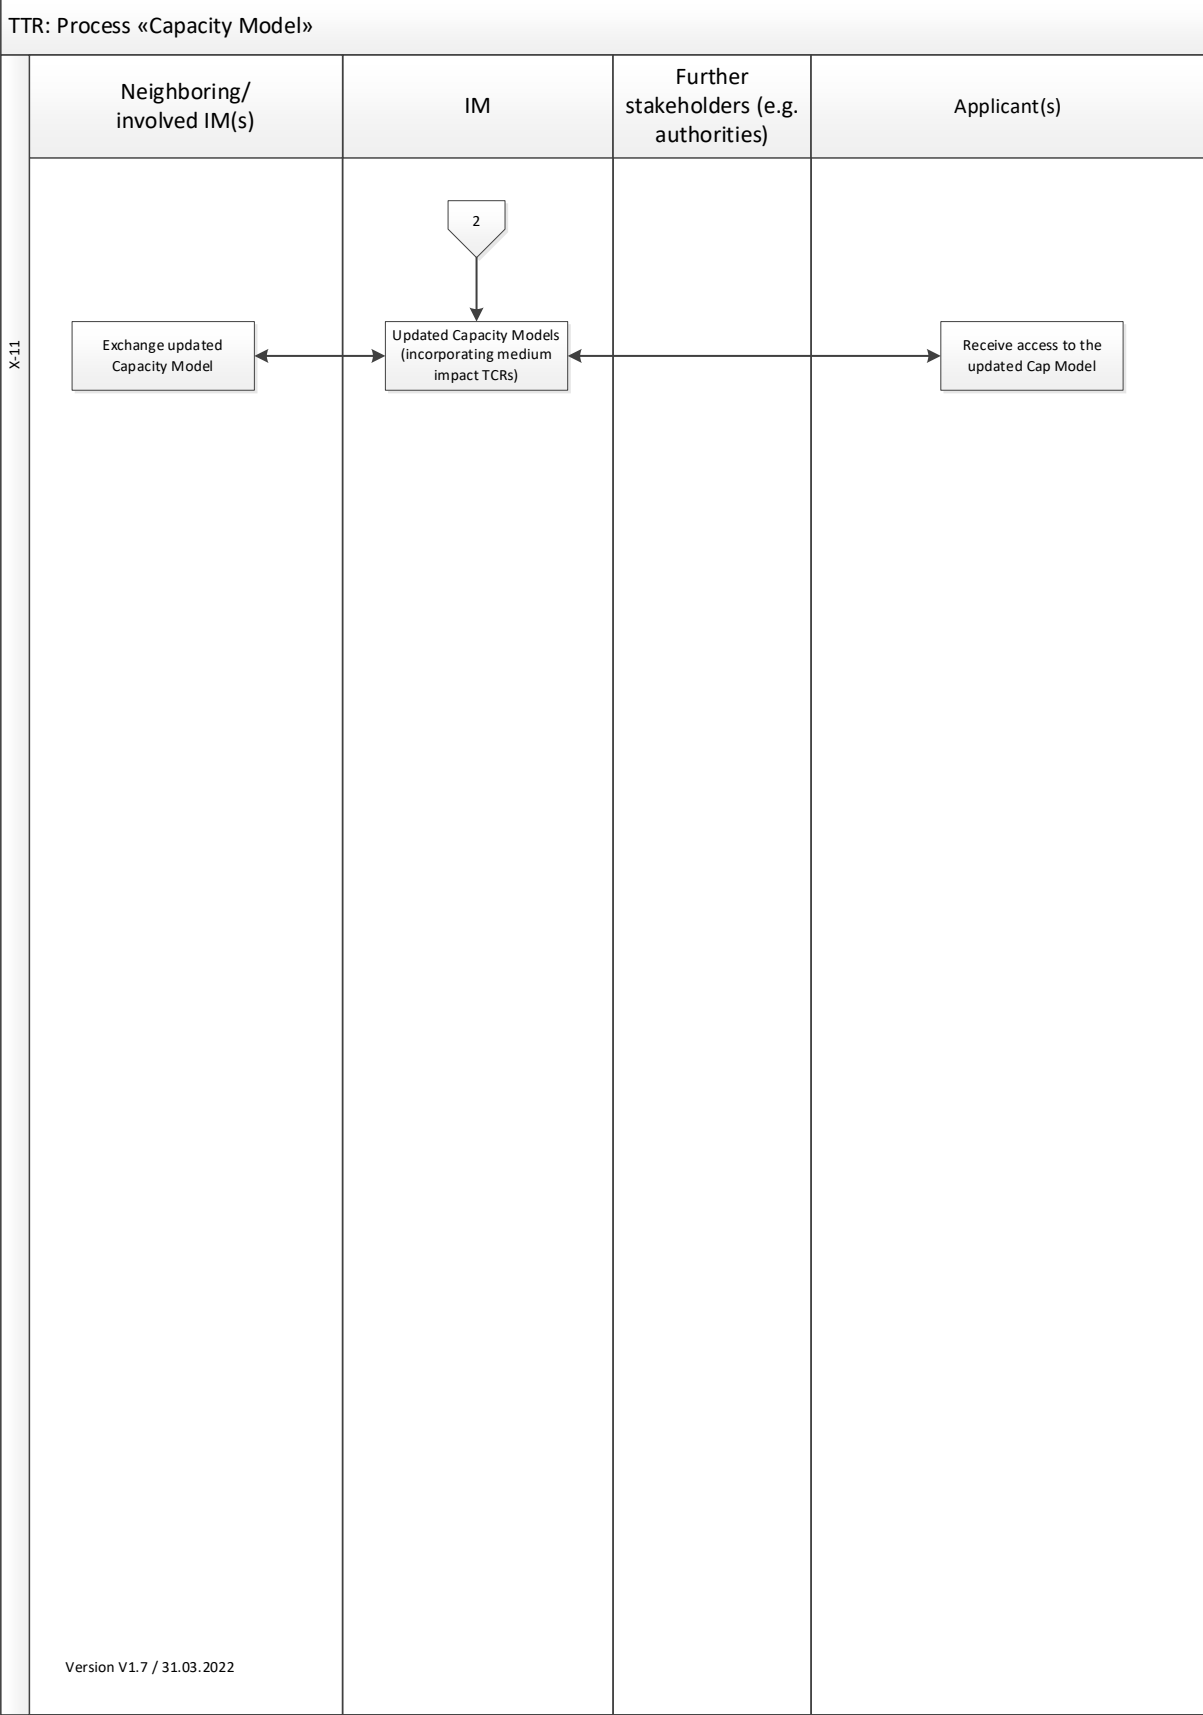 TTR: Process «Capacity Model»
Neighboring/
involved IM(s)
IM
Further
stakeholders (e.g.
authorities)
Applicant(s)
X-11
2
Exchange updated
Capacity Model
Updated Capacity Models
(incorporating medium
impact TCRs)
Receive access to the
updated Cap Model
Version V1.7 / 31.03.2022